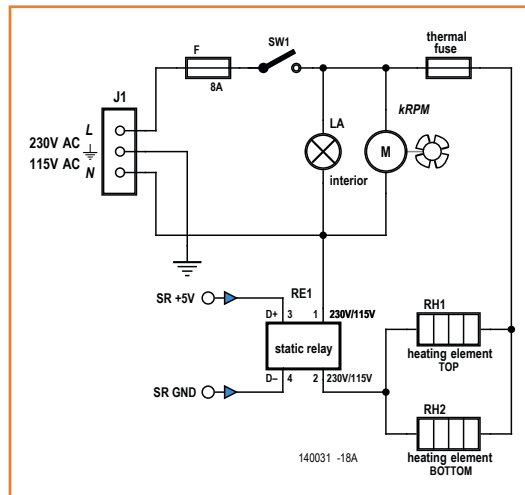 F
SW1
thermal
fuse
8A
J1
kRPM
L
LA
230V AC
M
115V AC
N
interior
SR +5V
RE1
D+ 3 1 230V/115V
RH1
static relay
heating element
TOP
SR GND
D– 4 2 230V/115V
RH2
140031 -18A
heating element
BOTTOM